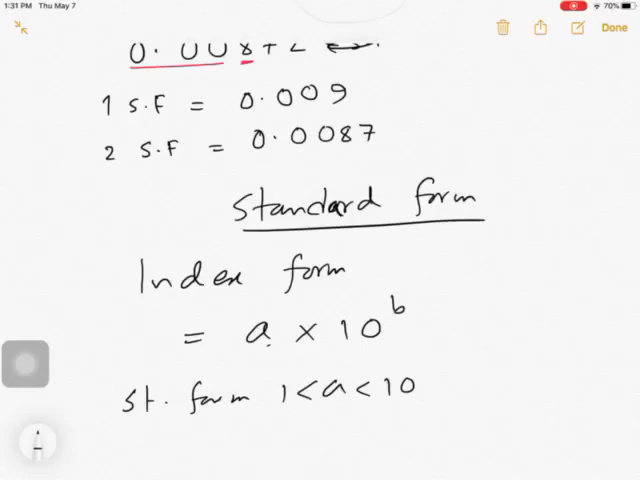 1:31 PM Thu May 7
70%
Done
1 S.F = 0.009
2 S.F = 0.0087
Standard form
Index form
= a × 10^b
St. form 1 < a < 10